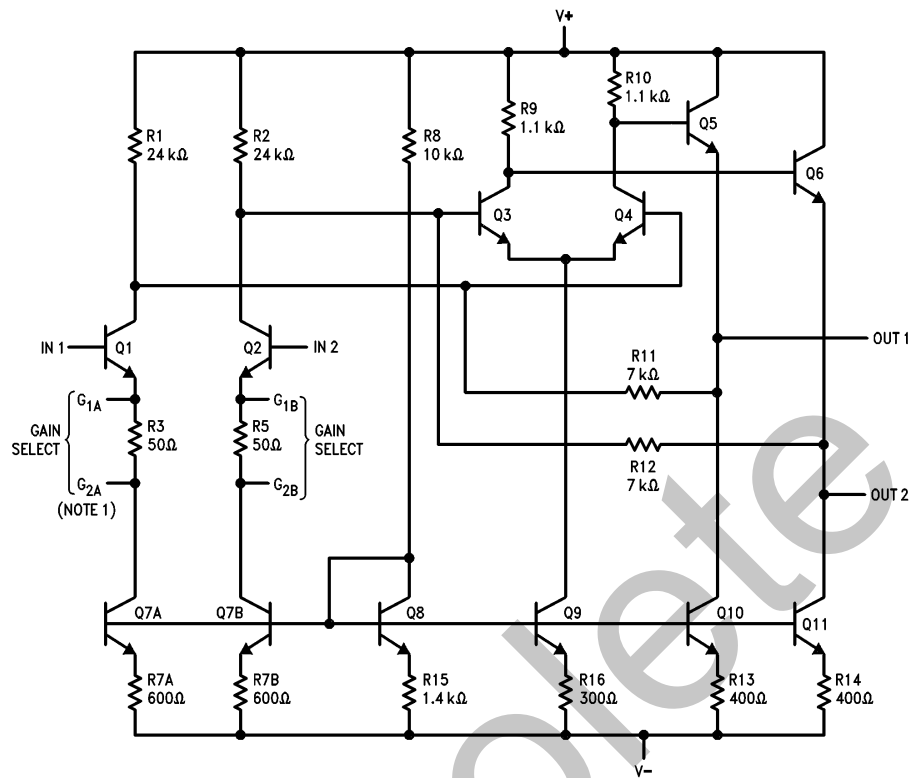 V+
R1
24 kΩ
R2
24 kΩ
R8
10 kΩ
R9
1.1 kΩ
R10
1.1 kΩ
Q5
Q6
Q3
Q4
IN 1
Q1
Q2
IN 2
OUT 1
R11
7 kΩ
G1A
G1B
GAIN
SELECT
R3
50Ω
R5
50Ω
GAIN
SELECT
G2A
(NOTE 1)
G2B
R12
7 kΩ
OUT 2
Q7A
Q7B
Q8
Q9
Q10
Q11
R7A
600Ω
R7B
600Ω
R15
1.4 kΩ
R16
300Ω
R13
400Ω
R14
400Ω
V-
olete